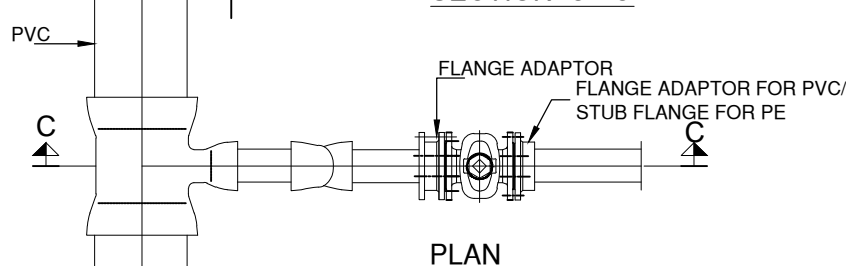 PVC
FLANGE ADAPTOR
FLANGE ADAPTOR FOR PVC/
STUB FLANGE FOR PE
C
C
PLAN